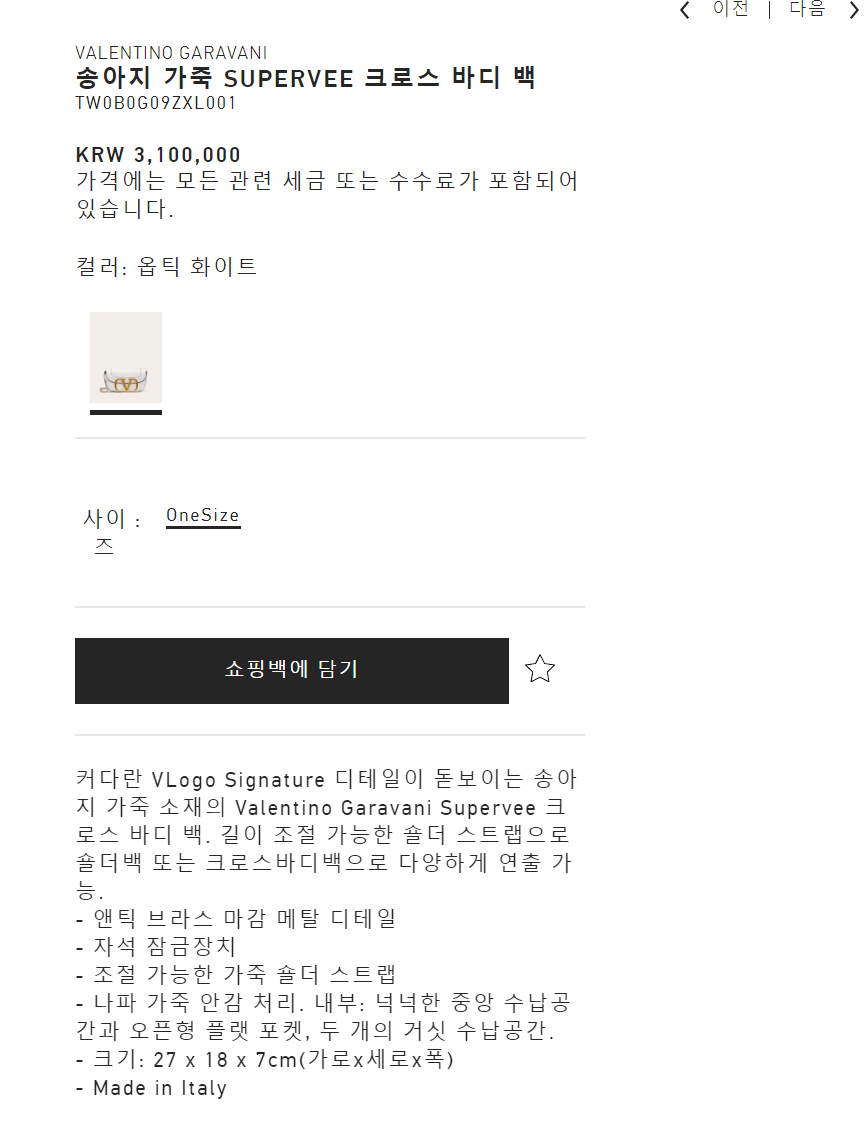 이전 | 다음
VALENTINO GARAVANI
송아지 가죽 SUPERVEE 크로스 바디 백
TW0B0G09ZXL001
KRW 3,100,000
가격에는 모든 관련 세금 또는 수수료가 포함되어
있습니다.
컬러: 옵틱 화이트
사이 :
즈
OneSize
쇼핑백에 담기
커다란 VLogo Signature 디테일이 돋보이는 송아
지 가죽 소재의 Valentino Garavani Supervee 크
로스 바디 백. 길이 조절 가능한 숄더 스트랩으로
숄더백 또는 크로스바디백으로 다양하게 연출 가
능.
- 앤틱 브라스 마감 메탈 디테일
- 자석 잠금장치
- 조절 가능한 가죽 숄더 스트랩
- 나파 가죽 안감 처리. 내부: 넉넉한 중앙 수납공
간과 오픈형 플랫 포켓, 두 개의 거싯 수납공간.
- 크기: 27 x 18 x 7cm(가로x세로x폭)
- Made in Italy